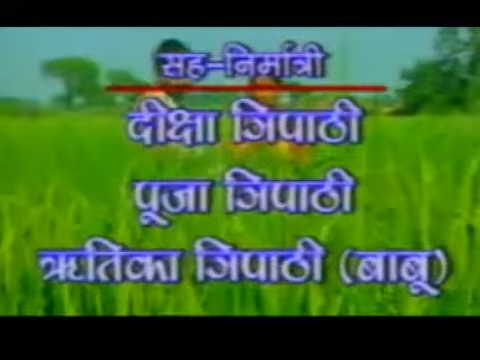 सह-निर्मात्री
दीक्षा त्रिपाठी
पूजा त्रिपाठी
ऋतिका त्रिपाठी (बाबू)